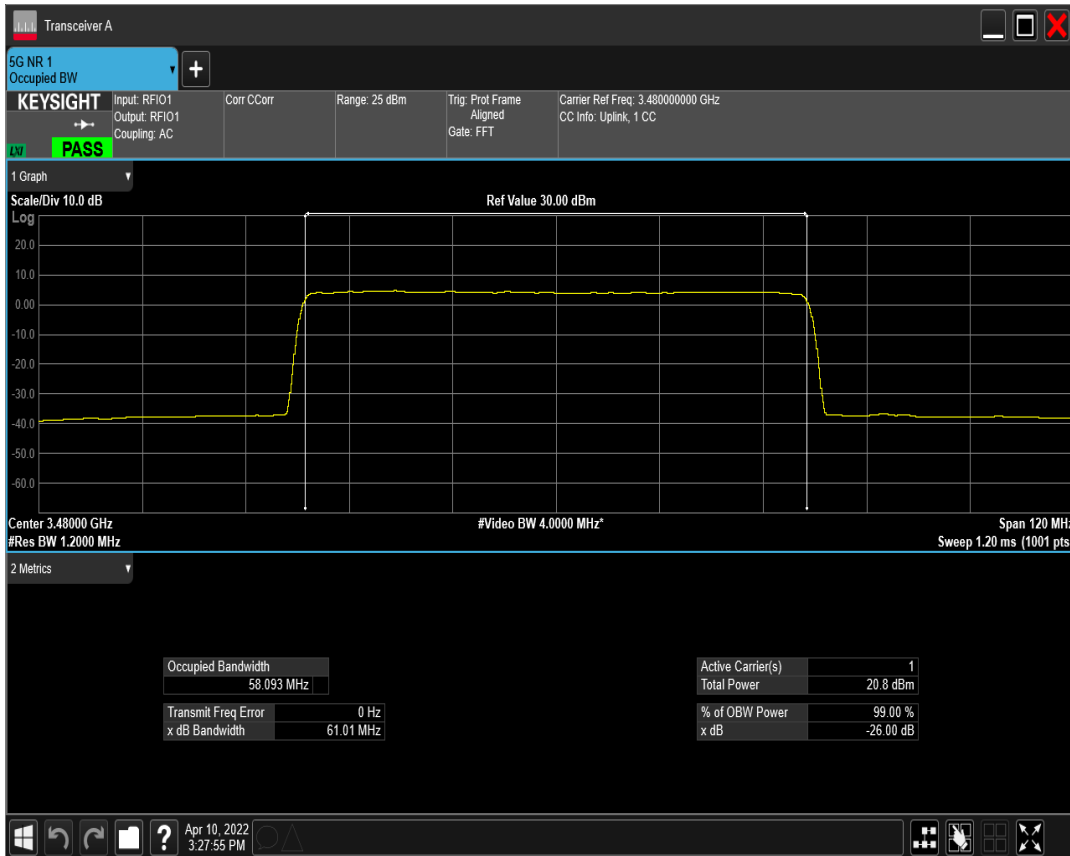 Transceiver A
5G NR 1
Occupied BW
KEYSIGHT
LXI
PASS
Input: RFIO1
Output: RFIO1
Coupling: AC
Corr CCorr
Range: 25 dBm
Trig: Prot Frame
Aligned
Gate: FFT
Carrier Ref Freq: 3.480000000 GHz
CC Info: Uplink, 1 CC
1 Graph
Scale/Div 10.0 dB
Ref Value 30.00 dBm
Log
20.0
10.0
0.00
-10.0
-20.0
-30.0
-40.0
-50.0
-60.0
Center 3.48000 GHz
#Video BW 4.0000 MHz*
Span 120 MHz
#Res BW 1.2000 MHz
Sweep 1.20 ms (1001 pts
2 Metrics
Occupied Bandwidth
58.093 MHz
Transmit Freq Error 0 Hz
x dB Bandwidth 61.01 MHz
Active Carrier(s) 1
Total Power 20.8 dBm
% of OBW Power 99.00 %
x dB -26.00 dB
?
Apr 10, 2022
3:27:55 PM